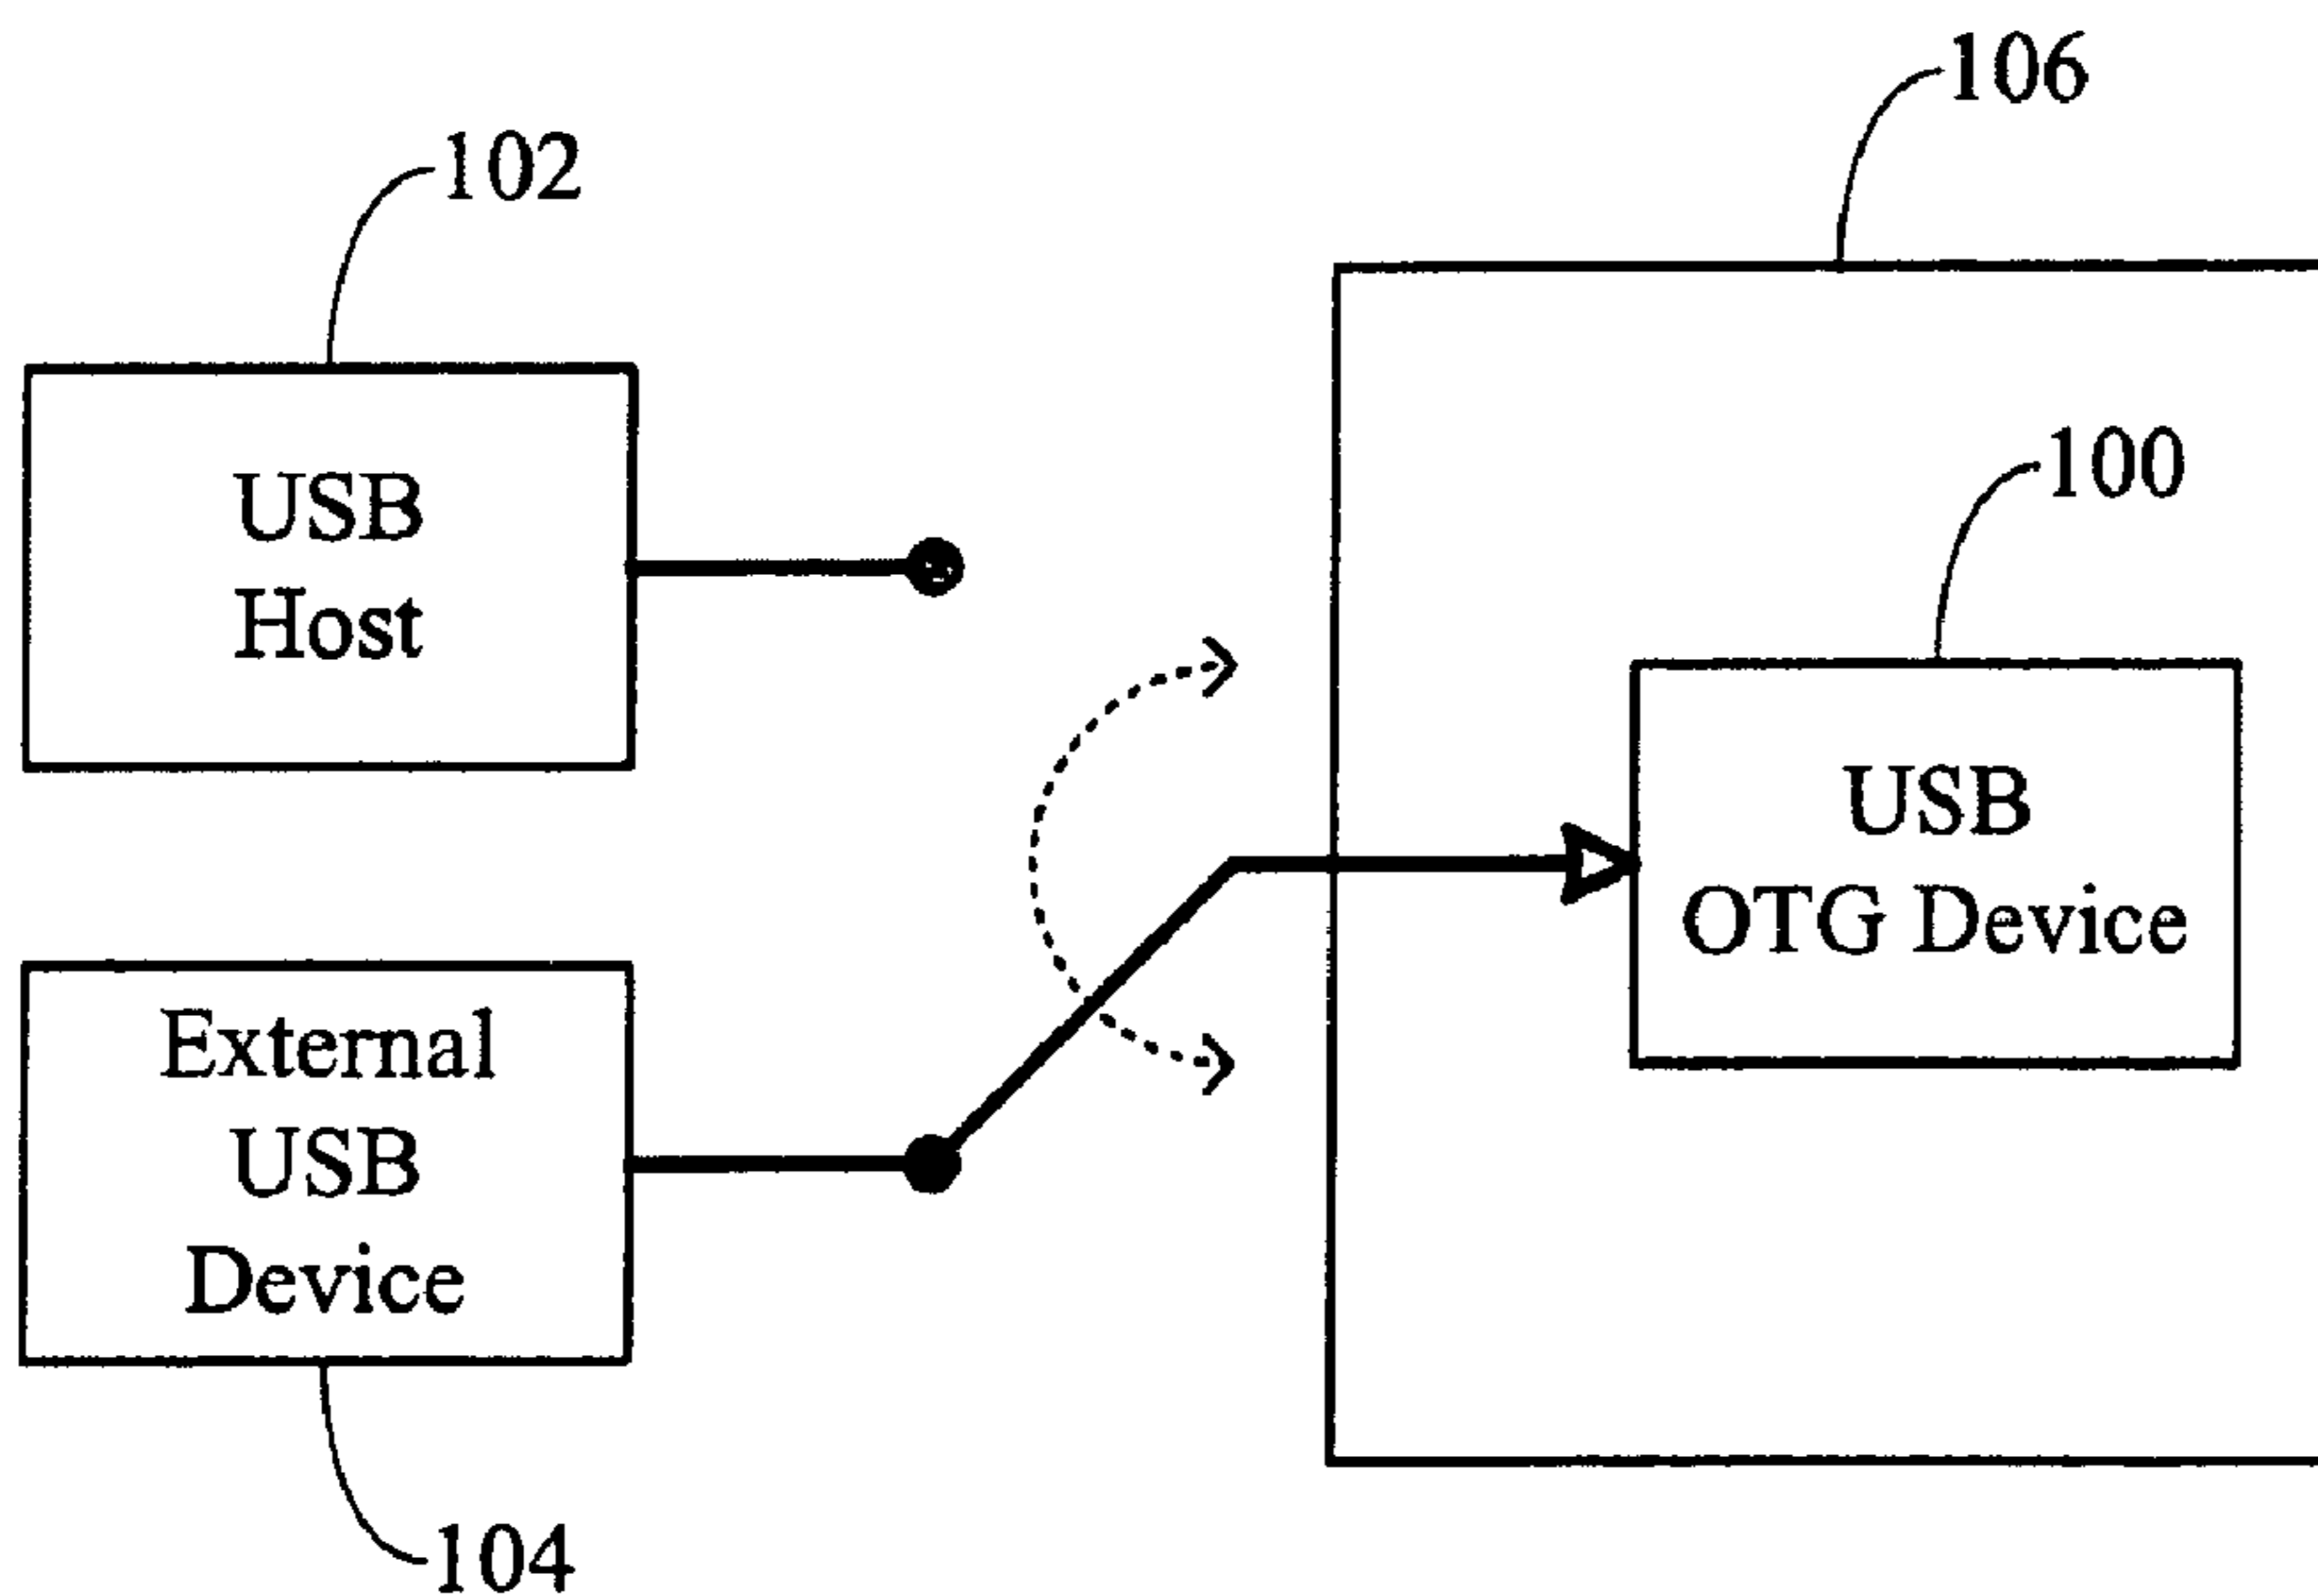 106
102
100
USB
Host
USB
OTG Device
External
USB
Device
104